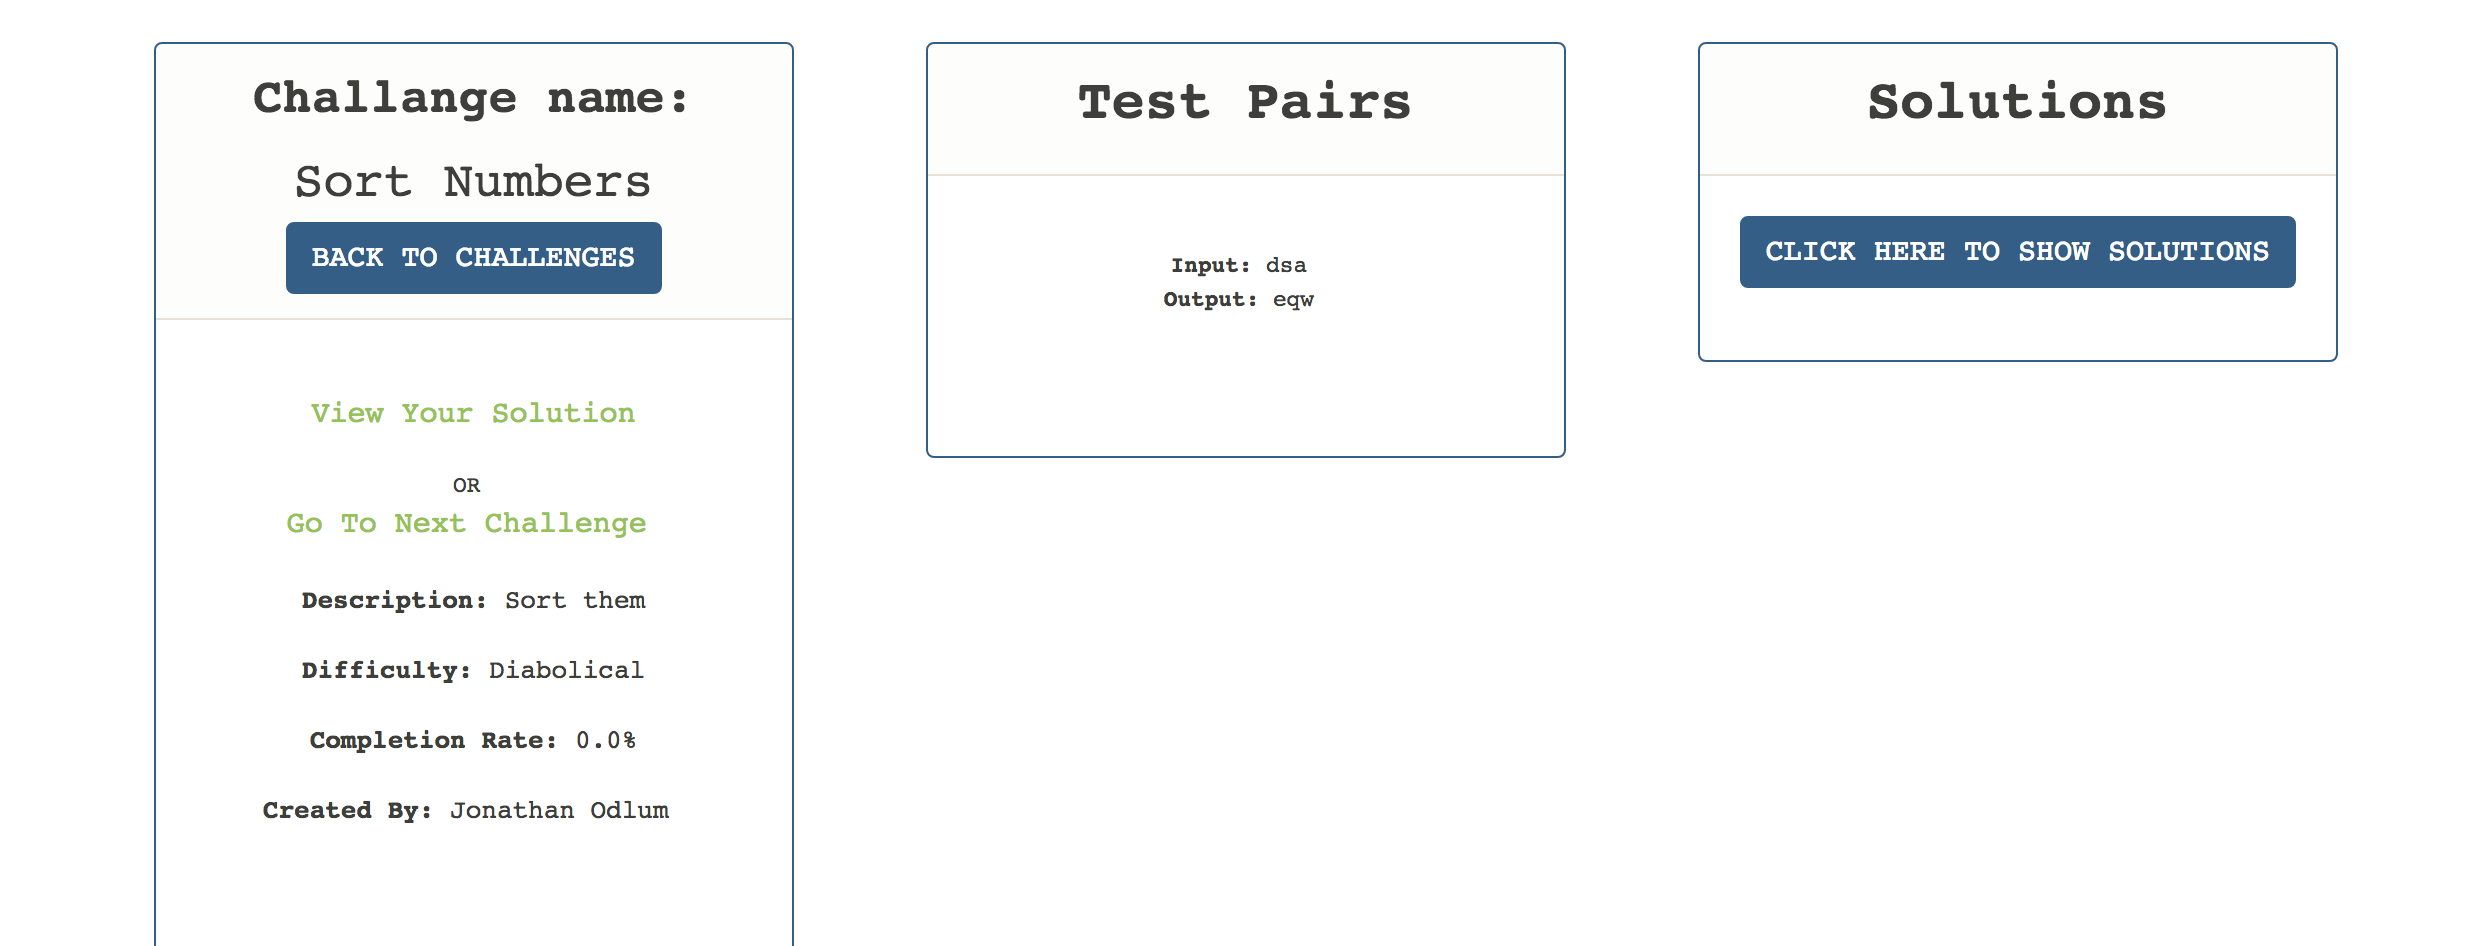 Challange name:
Sort Numbers
BACK TO CHALLENGES
View Your Solution
OR
Go To Next Challenge
Description: Sort them
Difficulty: Diabolical
Completion Rate: 0.0%
Created By: Jonathan Odlum
Test Pairs
Input: dsa
Output: eqw
Solutions
CLICK HERE TO SHOW SOLUTIONS